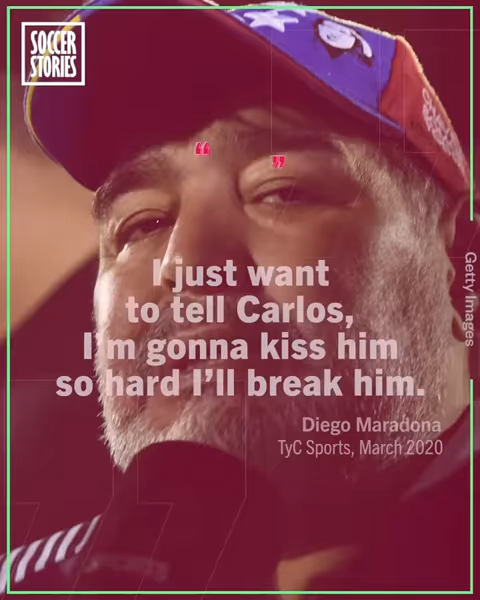 SOCCER
STORIES
“ ”
I just want
to tell Carlos,
I’m gonna kiss him
so hard I’ll break him.
Diego Maradona
TyC Sports, March 2020
Getty Images